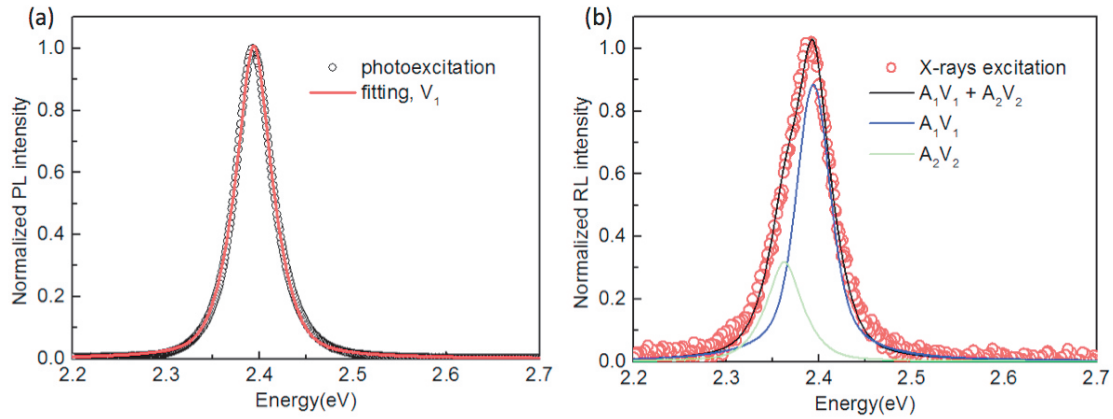 (a)
Normalized PL intensity
1.0
0.8
0.6
0.4
0.2
0.0
photoexcitation
fitting, V₁
2.2 2.3 2.4 2.5 2.6 2.7
Energy(eV)
(b)
Normalized RL intensity
1.0
0.8
0.6
0.4
0.2
0.0
X-rays excitation
A₁V₁ + A₂V₂
A₁V₁
A₂V₂
2.2 2.3 2.4 2.5 2.6 2.7
Energy(eV)